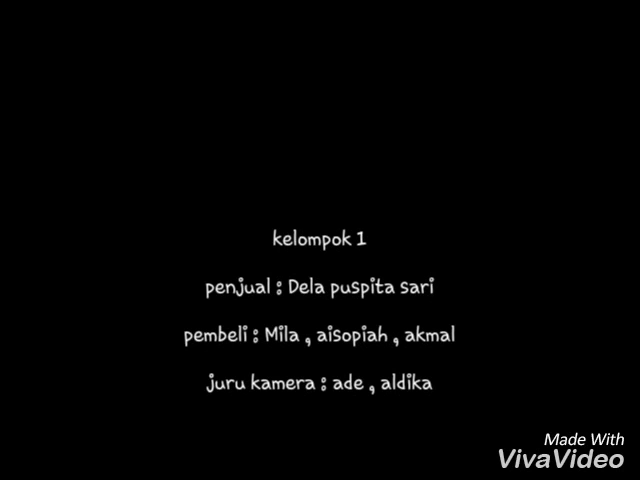 kelompok 1
penjual : Dela puspita sari
pembeli : Mila , aisopiah , akmal
juru kamera : ade , aldika
Made With
VivaVideo